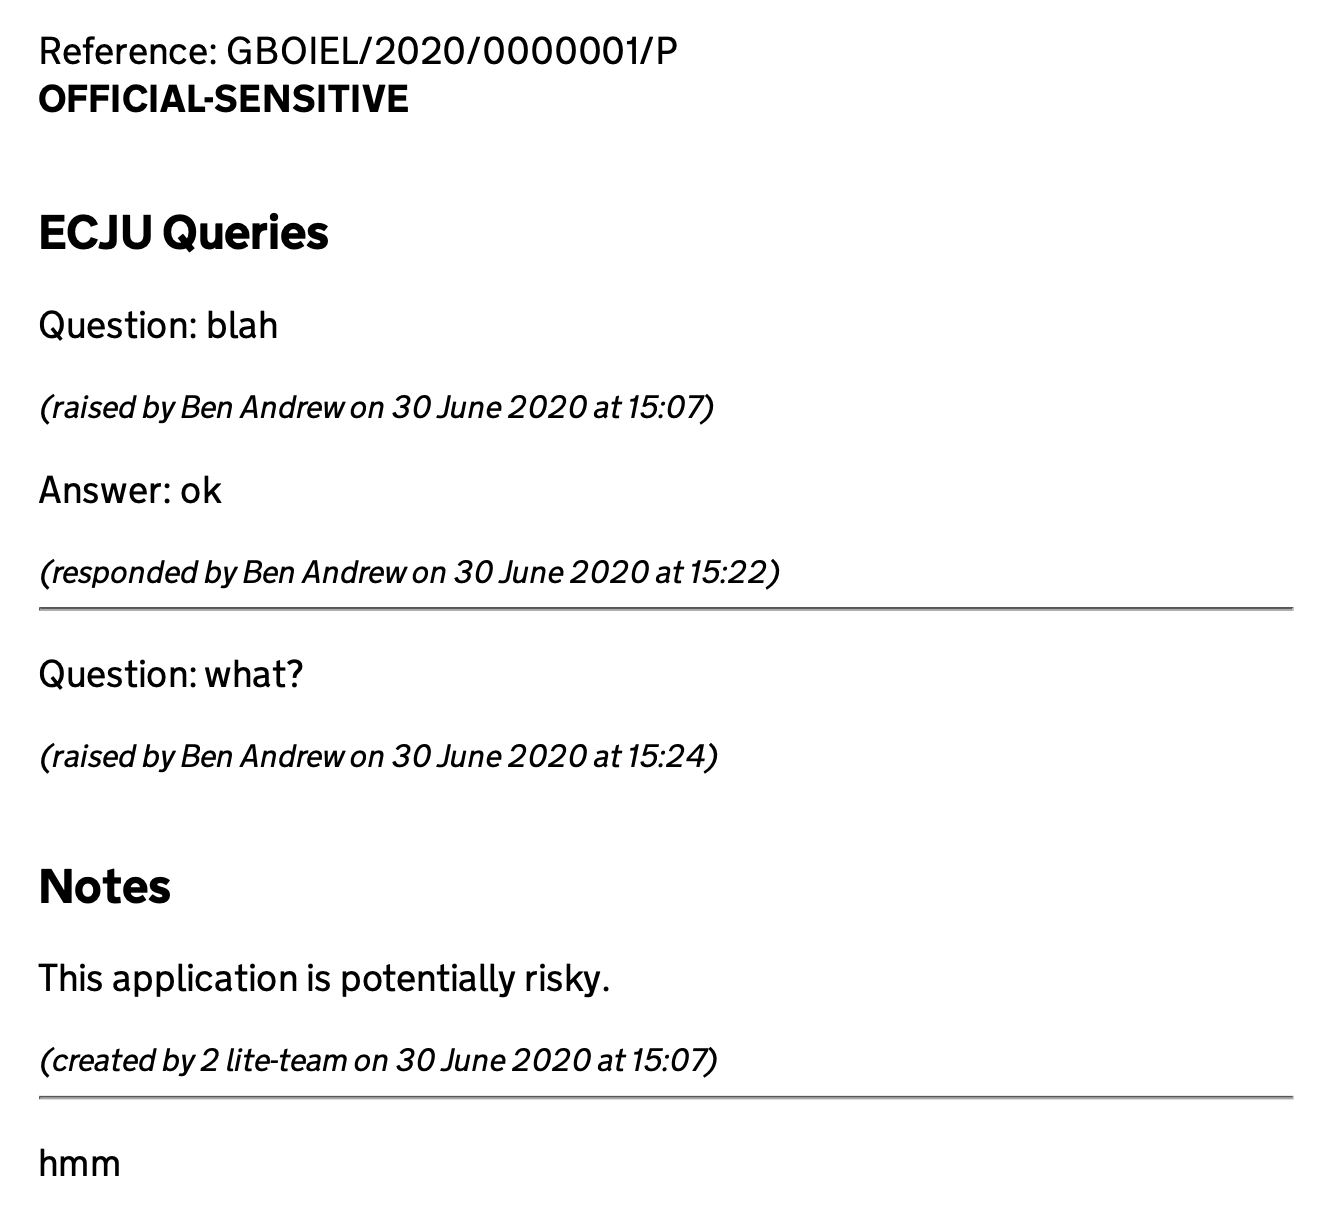 Reference: GBOIEL/2020/0000001/P
OFFICIAL-SENSITIVE
ECJU Queries
Question: blah
(raised by Ben Andrew on 30 June 2020 at 15:07)
Answer: ok
(responded by Ben Andrew on 30 June 2020 at 15:22)
Question: what?
(raised by Ben Andrew on 30 June 2020 at 15:24)
Notes
This application is potentially risky.
(created by 2 lite-team on 30 June 2020 at 15:07)
hmm